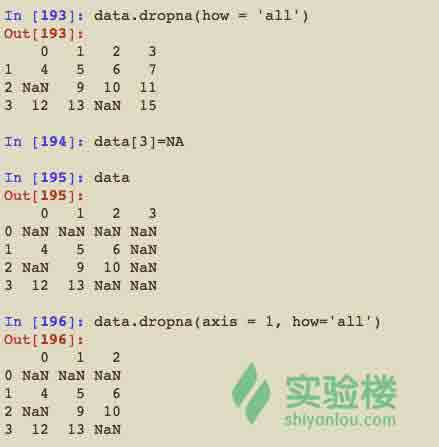 In [193]: data.dropna(how = 'all')
Out[193]:
0 1 2 3
1 4 5 6 7
2 NaN 9 10 11
3 12 13 NaN 15
In [194]: data[3]=NA
In [195]: data
Out[195]:
0 1 2 3
0 NaN NaN NaN NaN
1 4 5 6 NaN
2 NaN 9 10 NaN
3 12 13 NaN NaN
In [196]: data.dropna(axis = 1, how='all')
Out[196]:
0 1 2
0 NaN NaN NaN
1 4 5 6
2 NaN 9 10
3 12 13 NaN
实验楼
shiyanlou.com